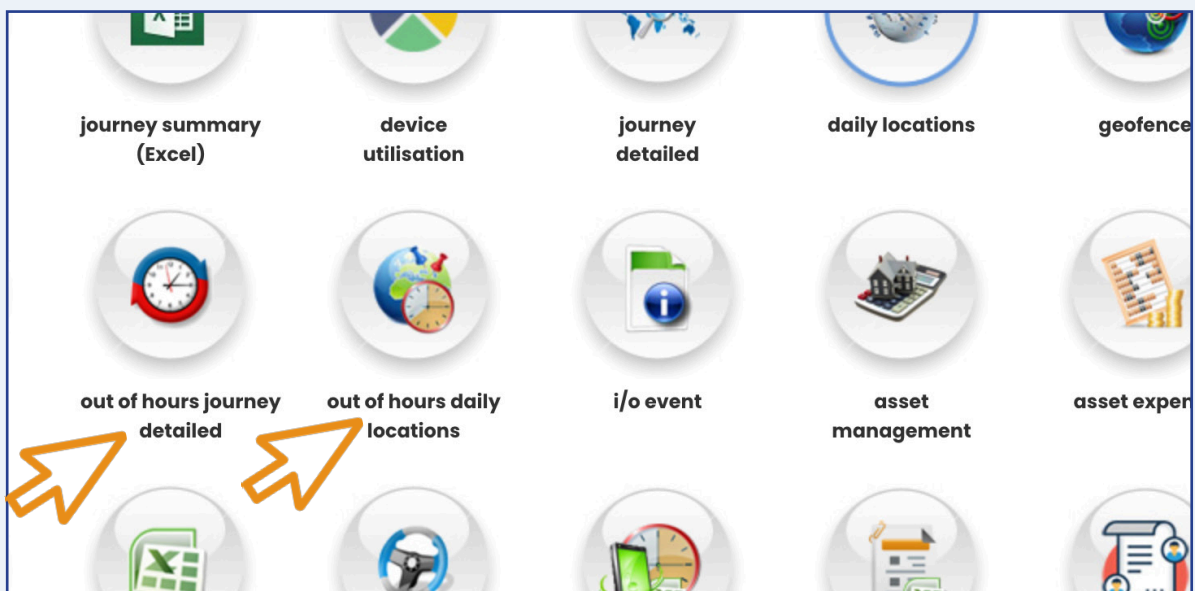 journey summary
(Excel)
device
utilisation
journey
detailed
daily locations
geofence
out of hours journey
detailed
out of hours daily
locations
i/o event
asset
management
asset expen